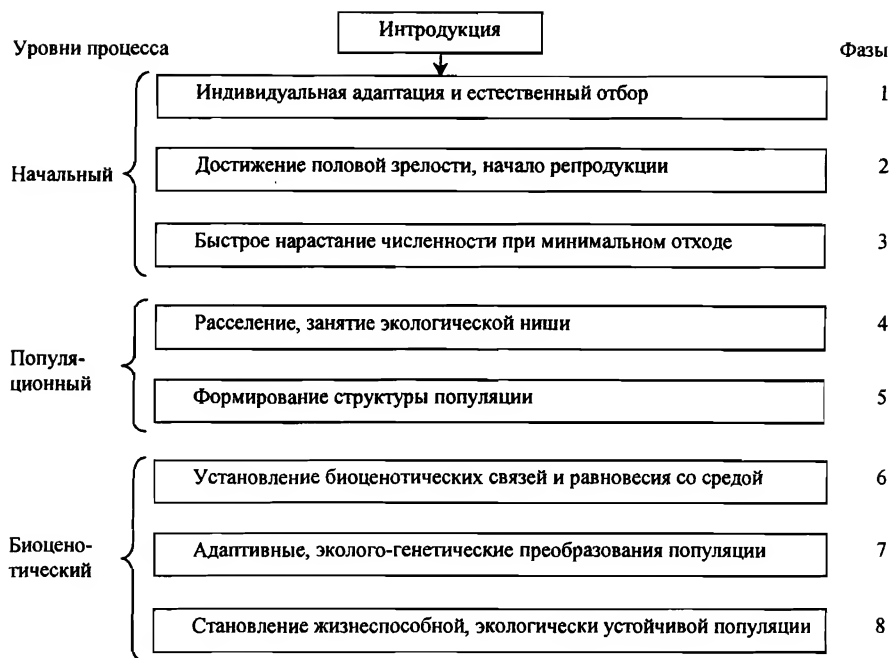 Интродукция
Уровни процесса
Фазы
Индивидуальная адаптация и естественный отбор 1
Достижение половой зрелости, начало репродукции 2
Начальный
Быстрое нарастание численности при минимальном отходе 3
Расселение, занятие экологической ниши 4
Популя-
ционный
Формирование структуры популяции 5
Установление биоценотических связей и равновесия со средой 6
Биоцено-
тический
Адаптивные, эколого-генетические преобразования популяции 7
Становление жизнеспособной, экологически устойчивой популяции 8